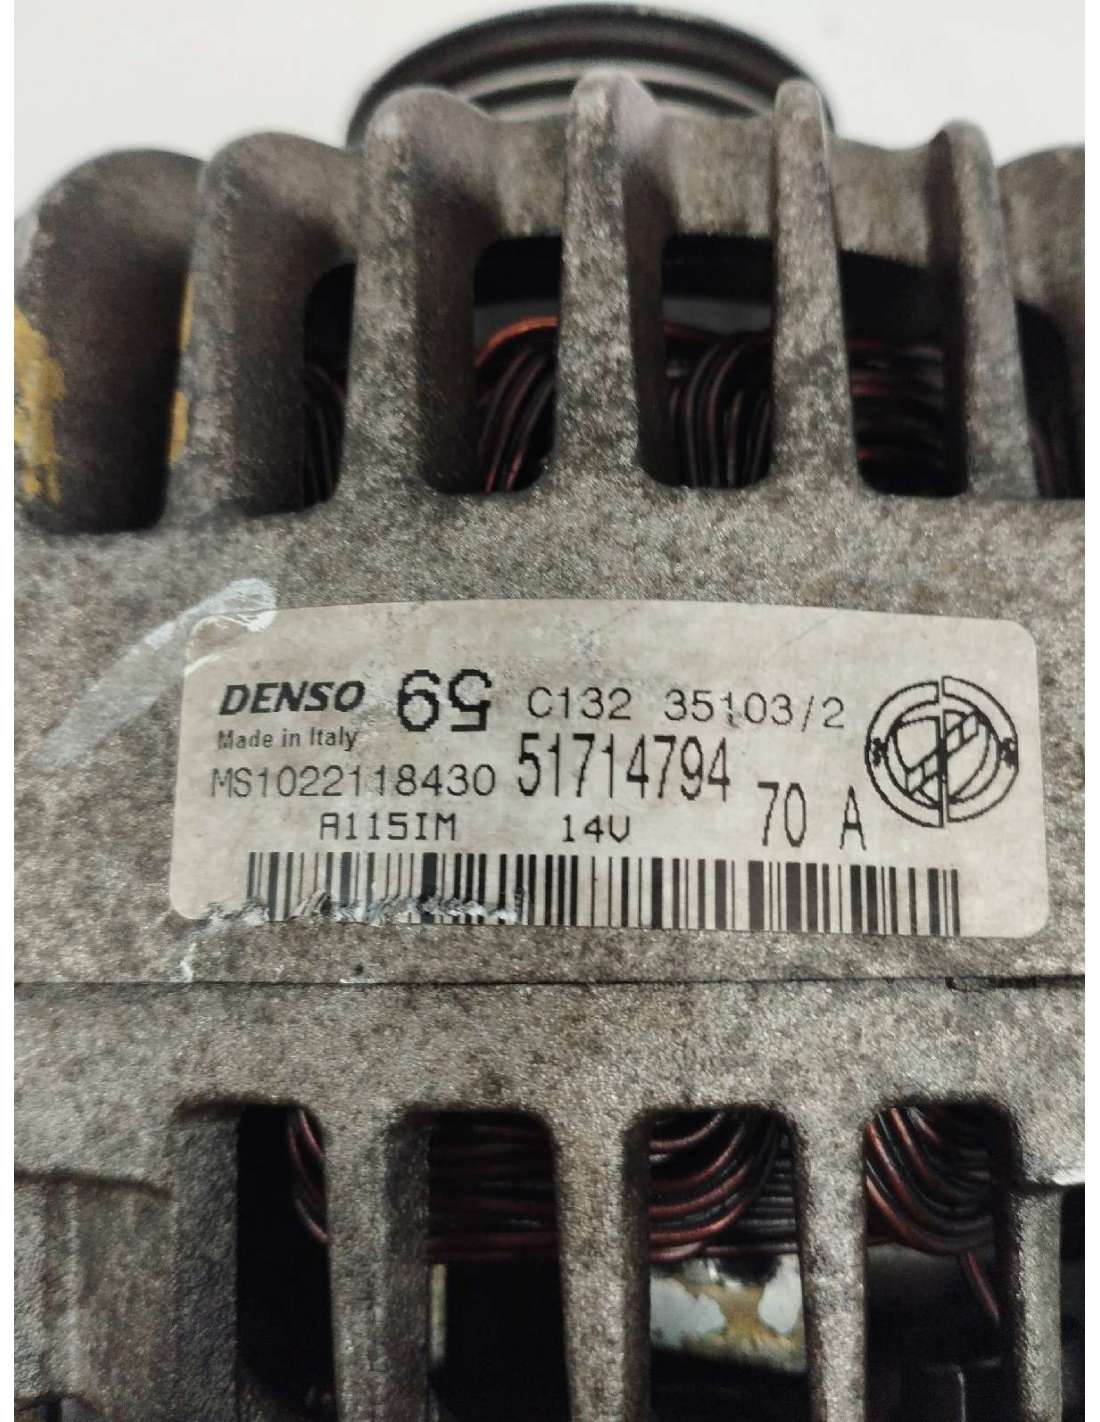 DENSO 59 C132 35103/2
Made in Italy
MS1022118430 51714794
A115IM 14V 70 A